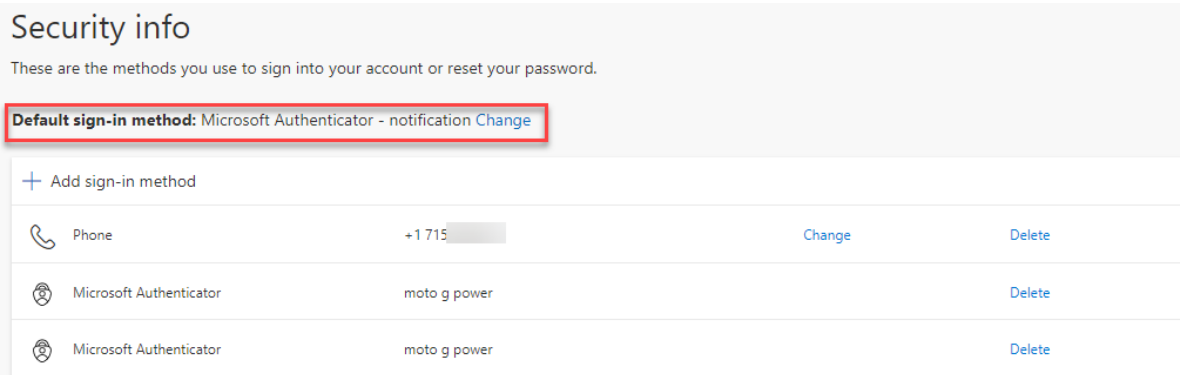 Security info
These are the methods you use to sign into your account or reset your password.
Default sign-in method: Microsoft Authenticator - notification Change
Add sign-in method
Phone +1 715 Change Delete
Microsoft Authenticator moto g power Delete
Microsoft Authenticator moto g power Delete